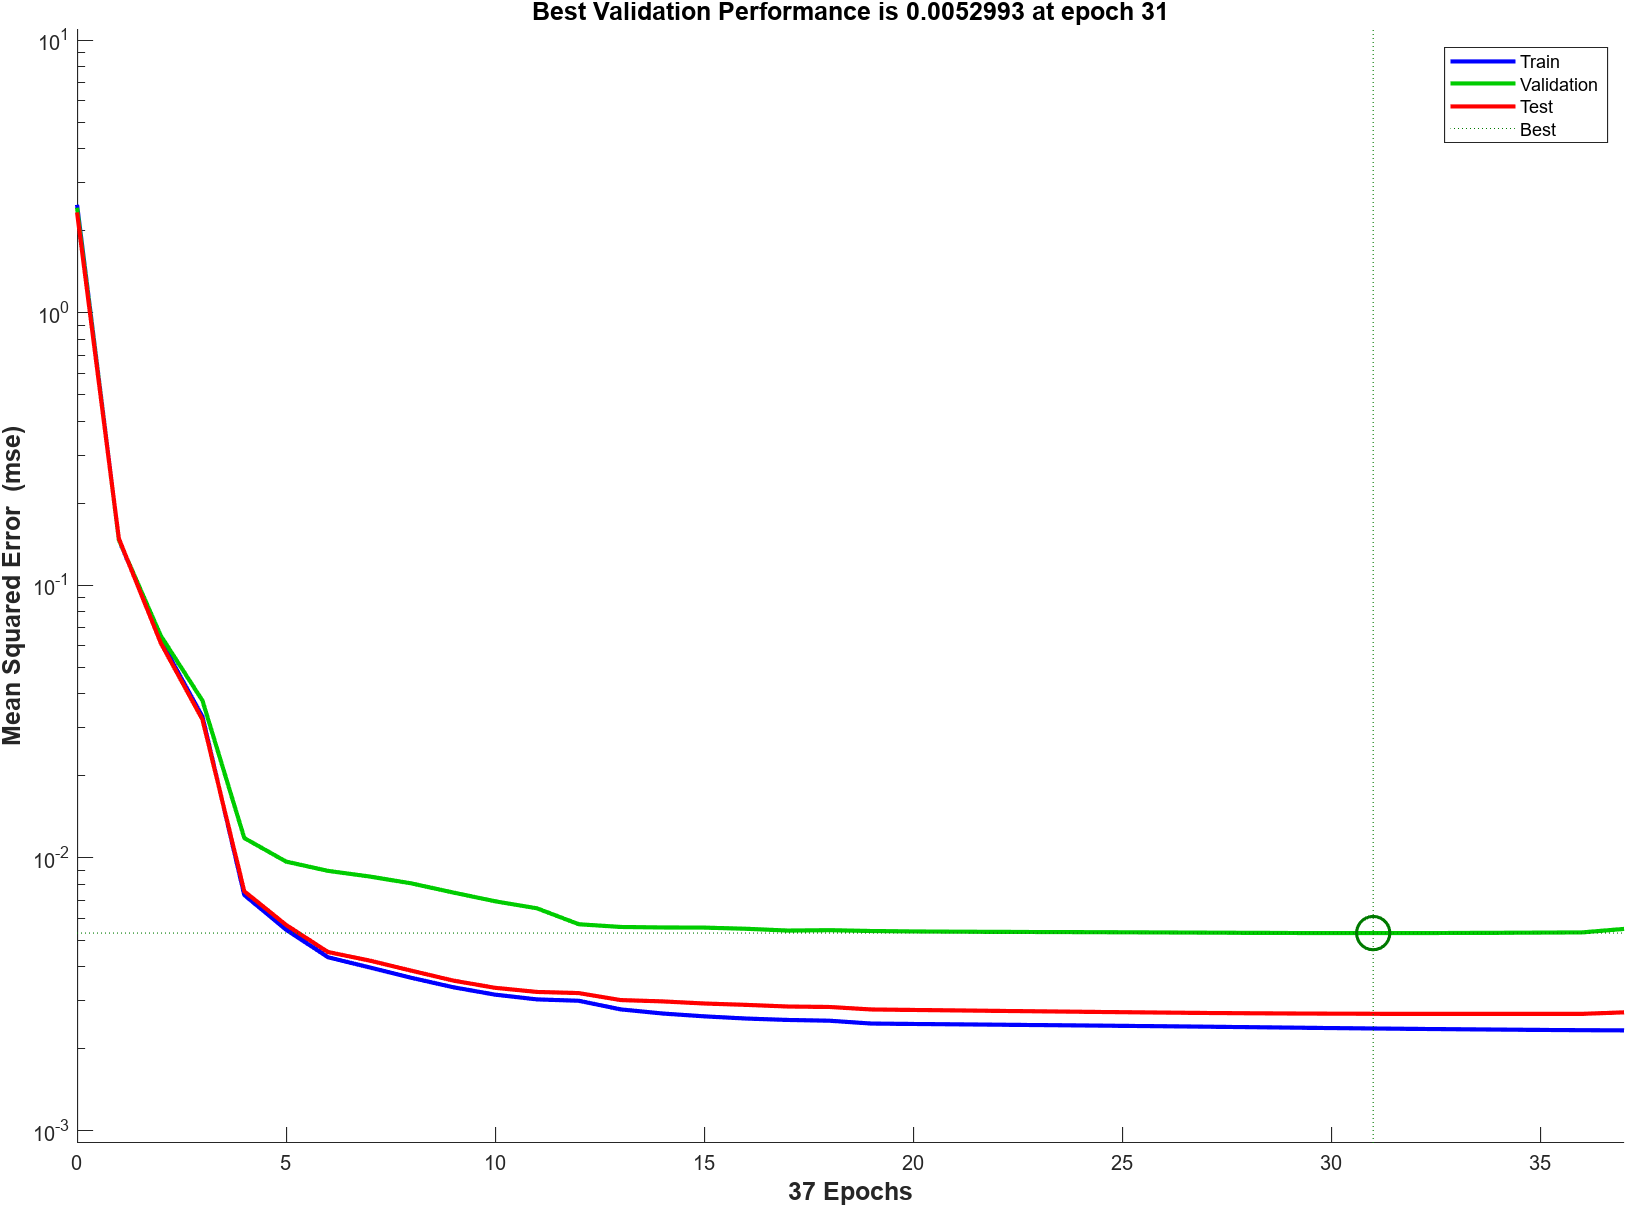 Best Validation Performance is 0.0052993 at epoch 31
10^1
10^0
10^-1
10^-2
10^-3
Mean Squared Error (mse)
Train
Validation
Test
Best
0 5 10 15 20 25 30 35
37 Epochs